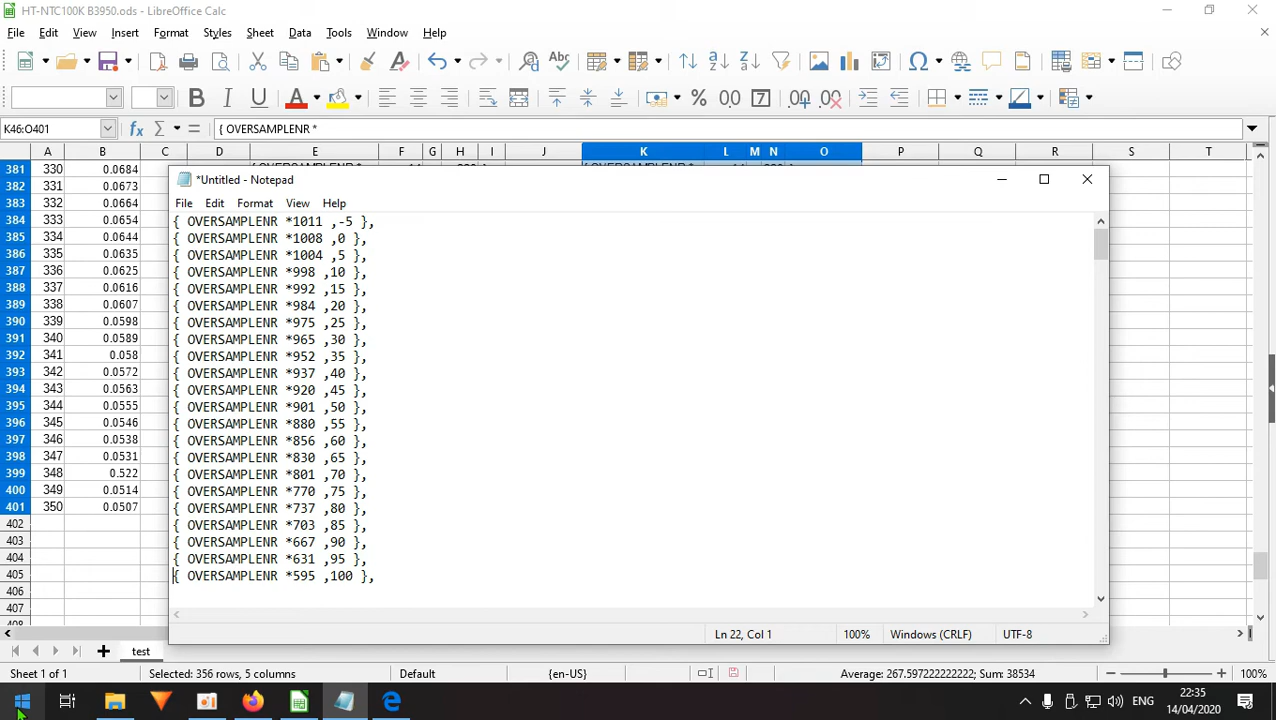 HT-NTC100K B3950.ods - LibreOffice Calc
File Edit View Insert Format Styles Sheet Data Tools Window Help
K46:O401 { OVERSAMPLENR *
A B C D E F G H I J K L M N O P Q R S T
381 330 0.0684
382 331 0.0673
383 332 0.0664
384 333 0.0654
385 334 0.0644
386 335 0.0635
387 336 0.0625
388 337 0.0616
389 338 0.0607
390 339 0.0598
391 340 0.0589
392 341 0.058
393 342 0.0572
394 343 0.0563
395 344 0.0555
396 345 0.0546
397 346 0.0538
398 347 0.0531
399 348 0.522
400 349 0.0514
401 350 0.0507
402
403
404
405
406
407
408
*Untitled - Notepad
File Edit Format View Help
{ OVERSAMPLENR *1011 ,-5 },
{ OVERSAMPLENR *1008 ,0 },
{ OVERSAMPLENR *1004 ,5 },
{ OVERSAMPLENR *998 ,10 },
{ OVERSAMPLENR *992 ,15 },
{ OVERSAMPLENR *984 ,20 },
{ OVERSAMPLENR *975 ,25 },
{ OVERSAMPLENR *965 ,30 },
{ OVERSAMPLENR *952 ,35 },
{ OVERSAMPLENR *937 ,40 },
{ OVERSAMPLENR *920 ,45 },
{ OVERSAMPLENR *901 ,50 },
{ OVERSAMPLENR *880 ,55 },
{ OVERSAMPLENR *856 ,60 },
{ OVERSAMPLENR *830 ,65 },
{ OVERSAMPLENR *801 ,70 },
{ OVERSAMPLENR *770 ,75 },
{ OVERSAMPLENR *737 ,80 },
{ OVERSAMPLENR *703 ,85 },
{ OVERSAMPLENR *667 ,90 },
{ OVERSAMPLENR *631 ,95 },
{ OVERSAMPLENR *595 ,100 },
Ln 22, Col 1 100% Windows (CRLF) UTF-8
test
Sheet 1 of 1 Selected: 356 rows, 5 columns Default {en-US} Average: 267.597222222222; Sum: 38534 100%
ENG 22:35
14/04/2020